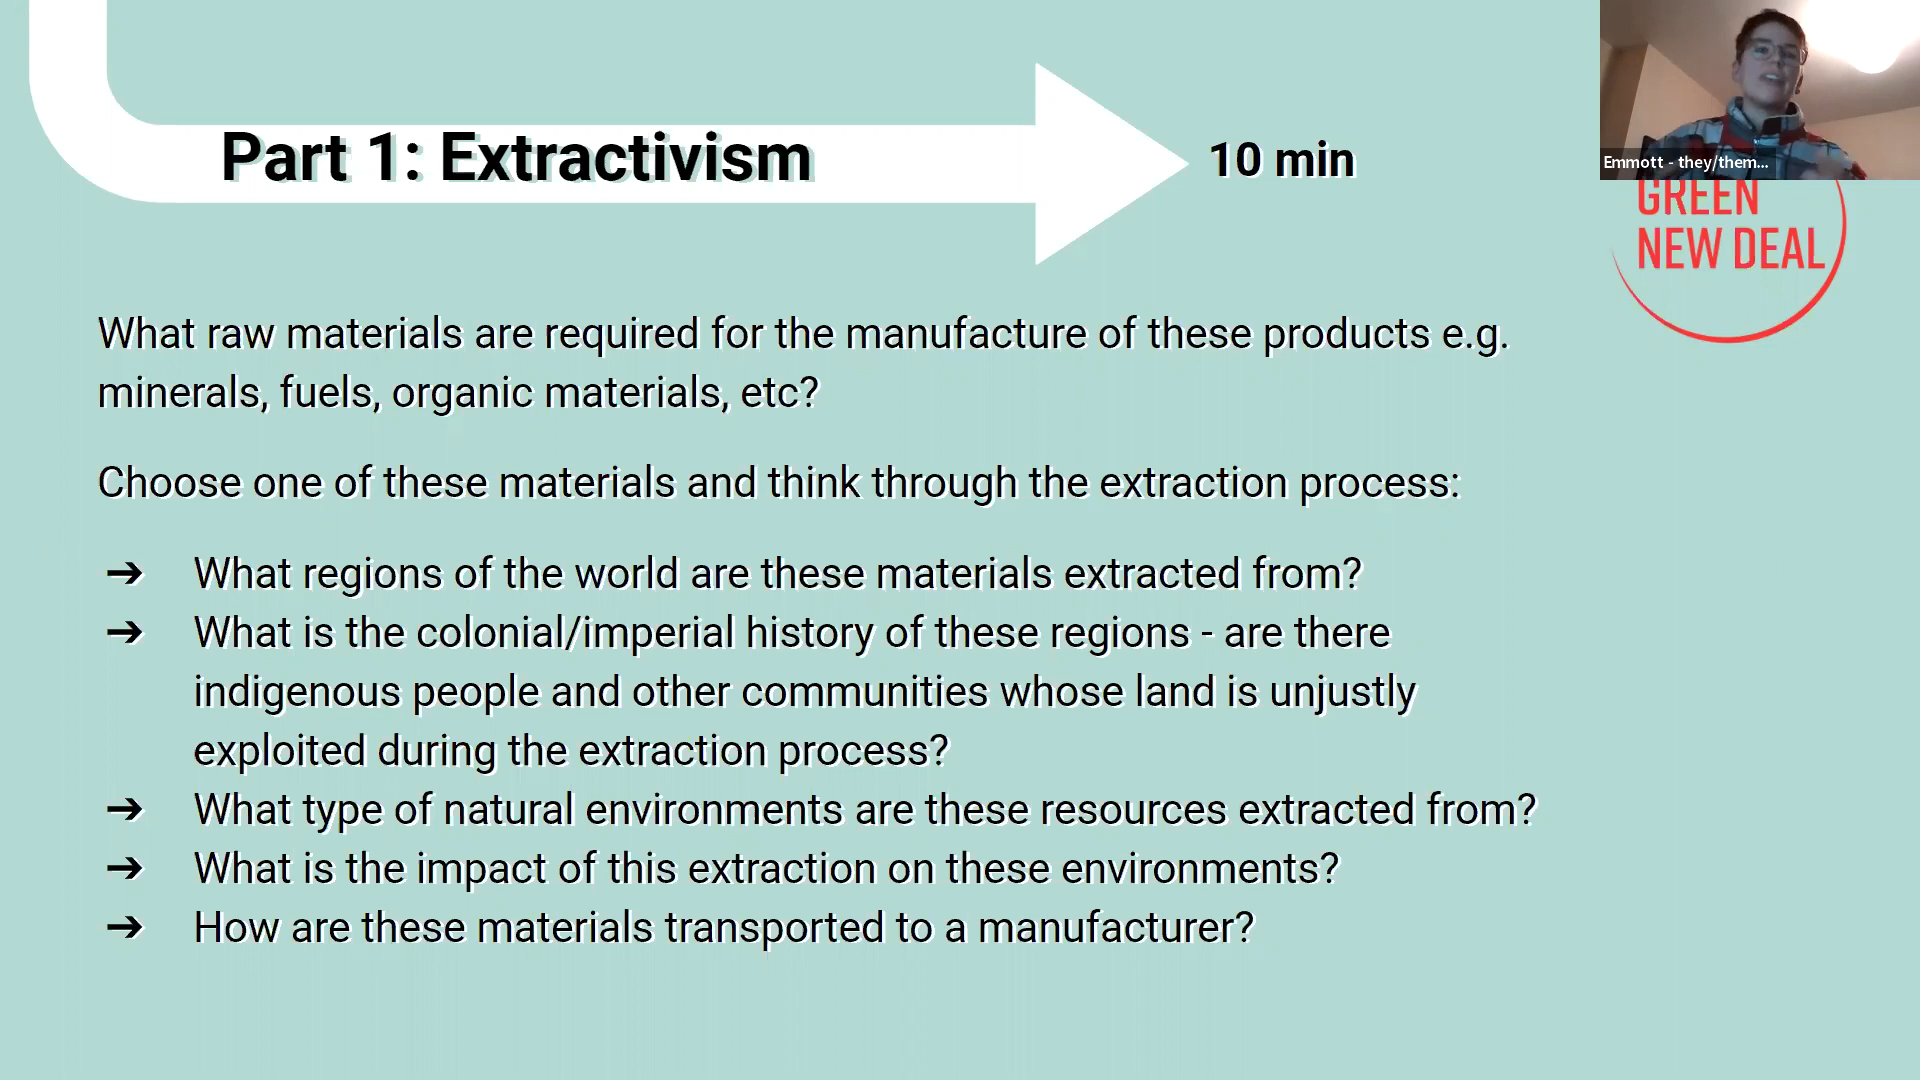 Part 1: Extractivism
10 min
Emmott - they/them...
GREEN
NEW DEAL
What raw materials are required for the manufacture of these products e.g.
minerals, fuels, organic materials, etc?
Choose one of these materials and think through the extraction process:
➔ What regions of the world are these materials extracted from?
➔ What is the colonial/imperial history of these regions - are there
indigenous people and other communities whose land is unjustly
exploited during the extraction process?
➔ What type of natural environments are these resources extracted from?
➔ What is the impact of this extraction on these environments?
➔ How are these materials transported to a manufacturer?